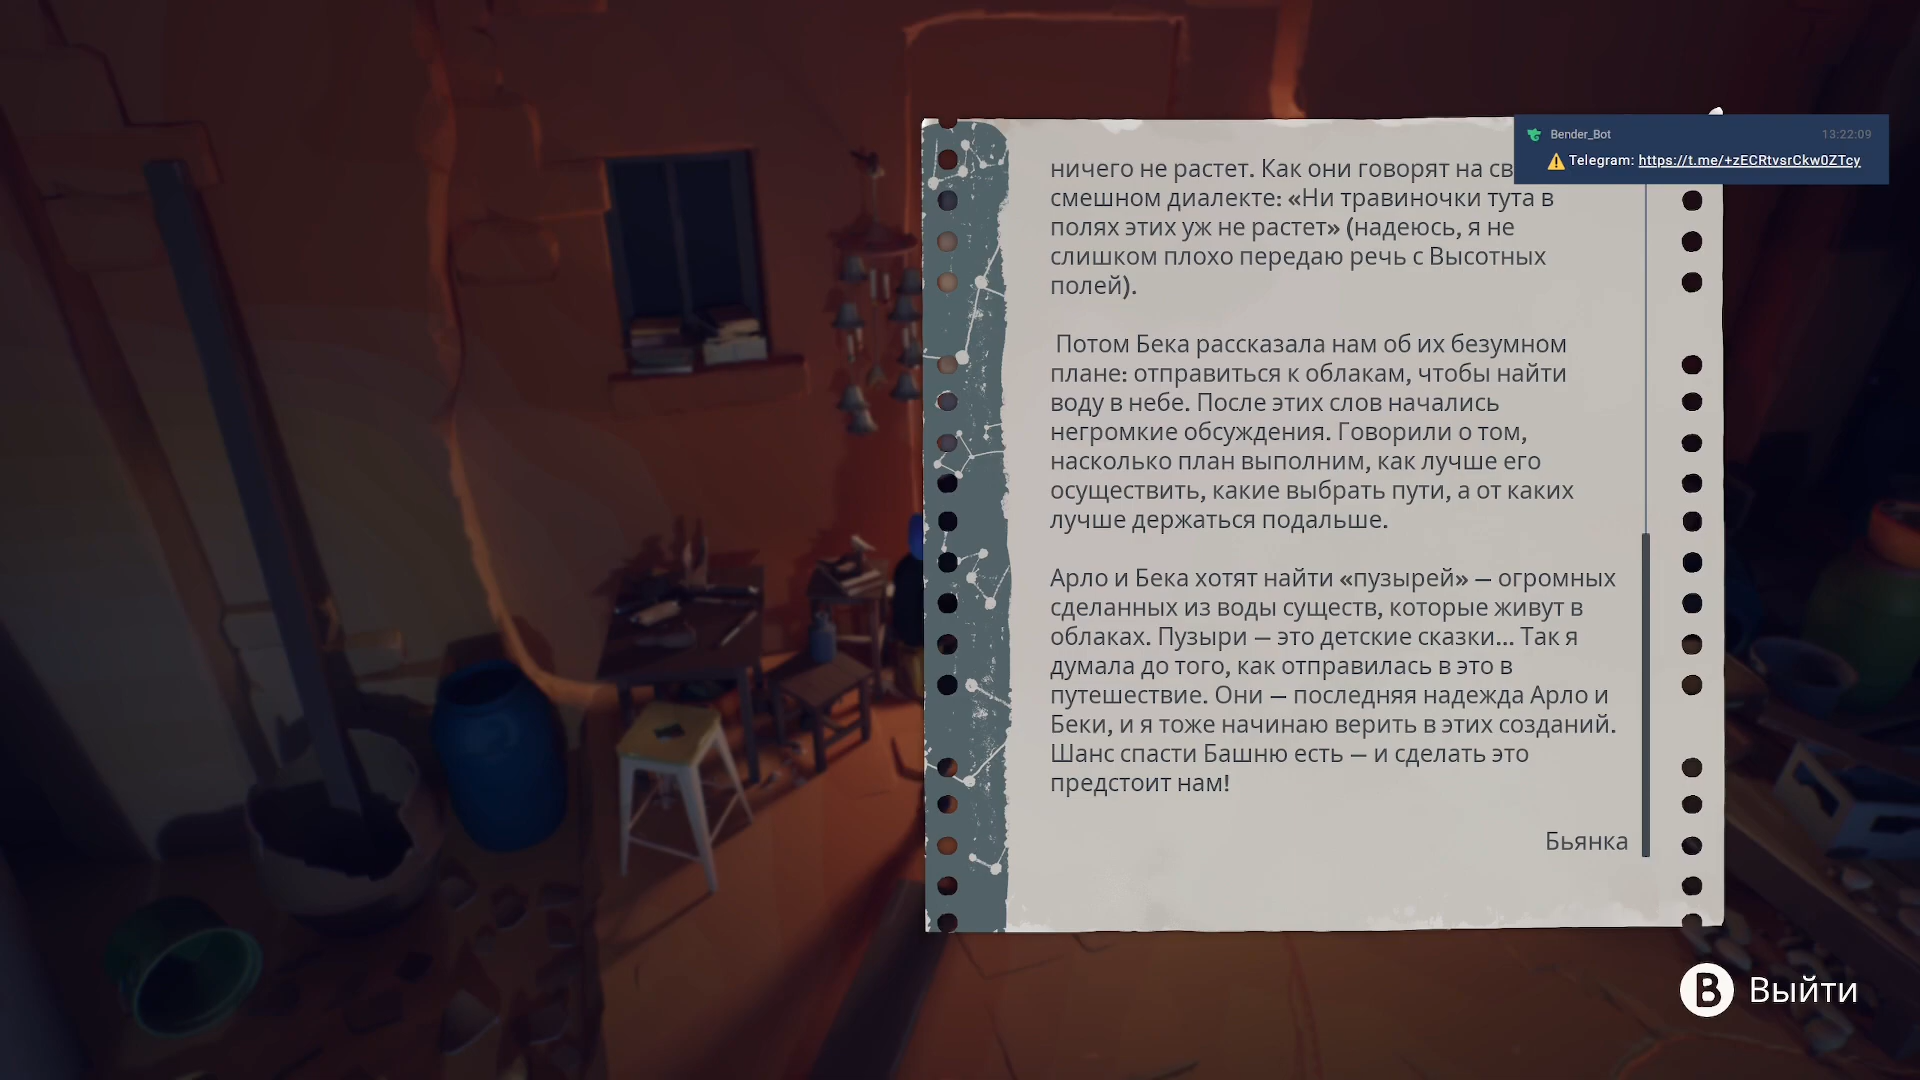 Bender_Bot
13:22:09
⚠️ Telegram: https://t.me/+zECRtvsrCkw0ZTcy
ничего не растет. Как они говорят на
смешном диалекте: «Ни травиночки тута в
полях этих уж не растет» (надеюсь, я не
слишком плохо передаю речь с Высотных
полей).
Потом Бека рассказала нам об их безумном
плане: отправиться к облакам, чтобы найти
воду в небе. После этих слов начались
негромкие обсуждения. Говорили о том,
насколько план выполним, как лучше его
осуществить, какие выбрать пути, а от каких
лучше держаться подальше.
Арло и Бека хотят найти «пузырей» — огромных
сделанных из воды существ, которые живут в
облаках. Пузыри — это детские сказки... Так я
думала до того, как отправилась в это в
путешествие. Они — последняя надежда Арло и
Беки, и я тоже начинаю верить в этих созданий.
Шанс спасти Башню есть — и сделать это
предстоит нам!
Бьянка
B Выйти